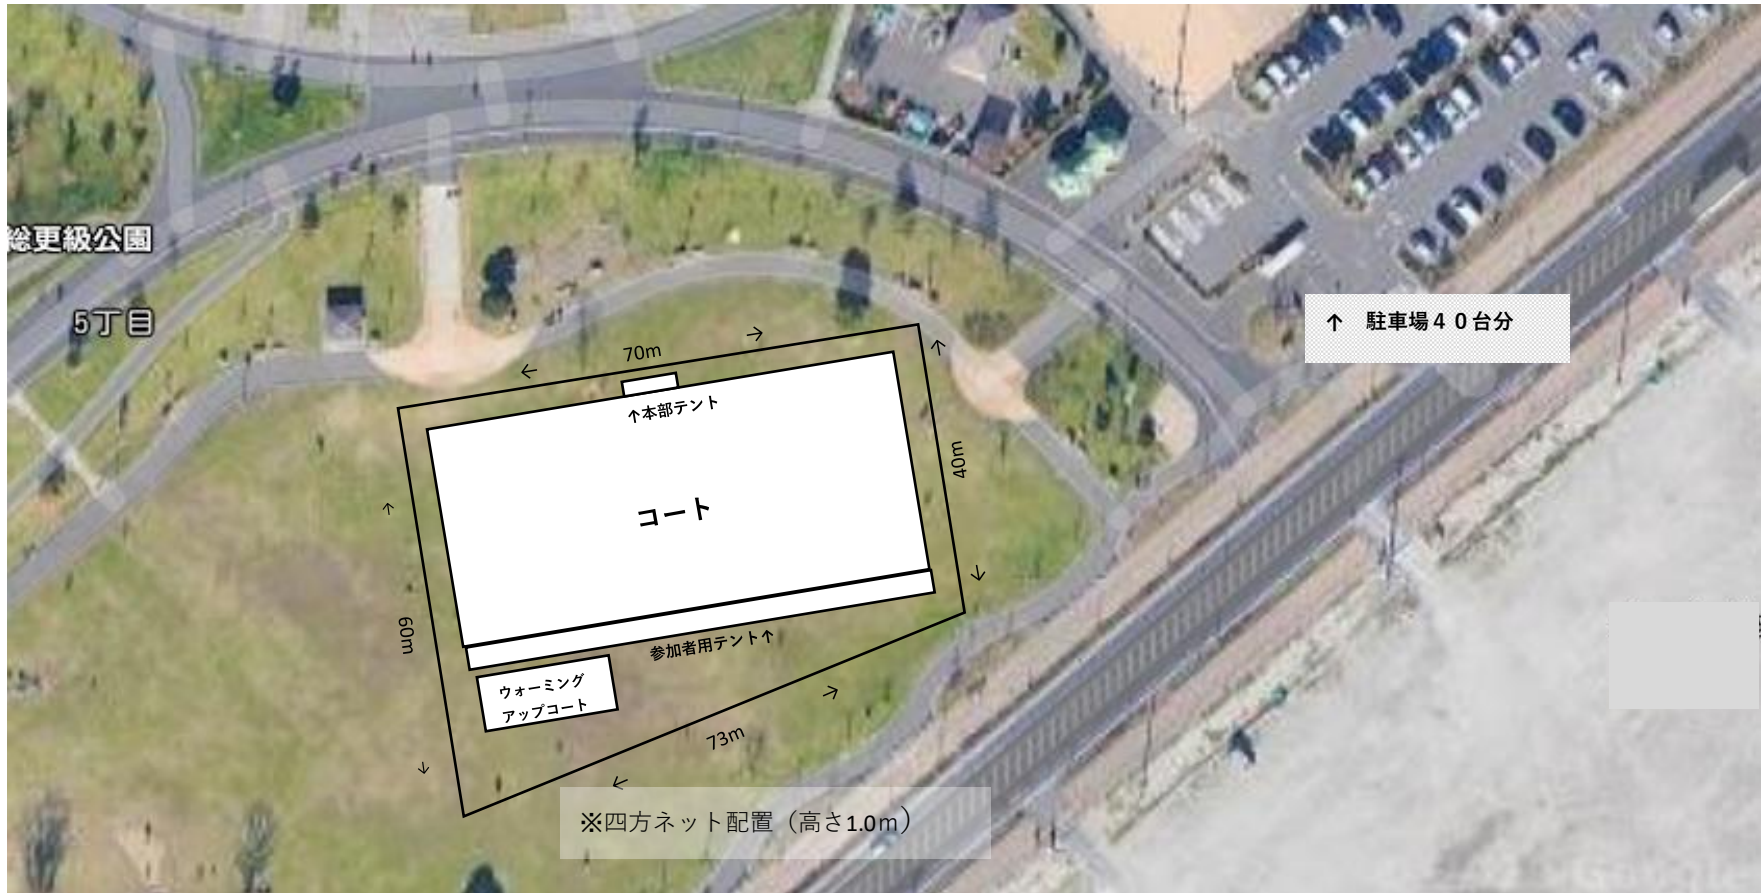 総更級公園
5丁目
↑ 駐車場４０台分
70m
↑本部テント
40m
コート
60m
参加者用テント↑
ウォーミング
アップコート
73m
※四方ネット配置（高さ1.0ｍ）